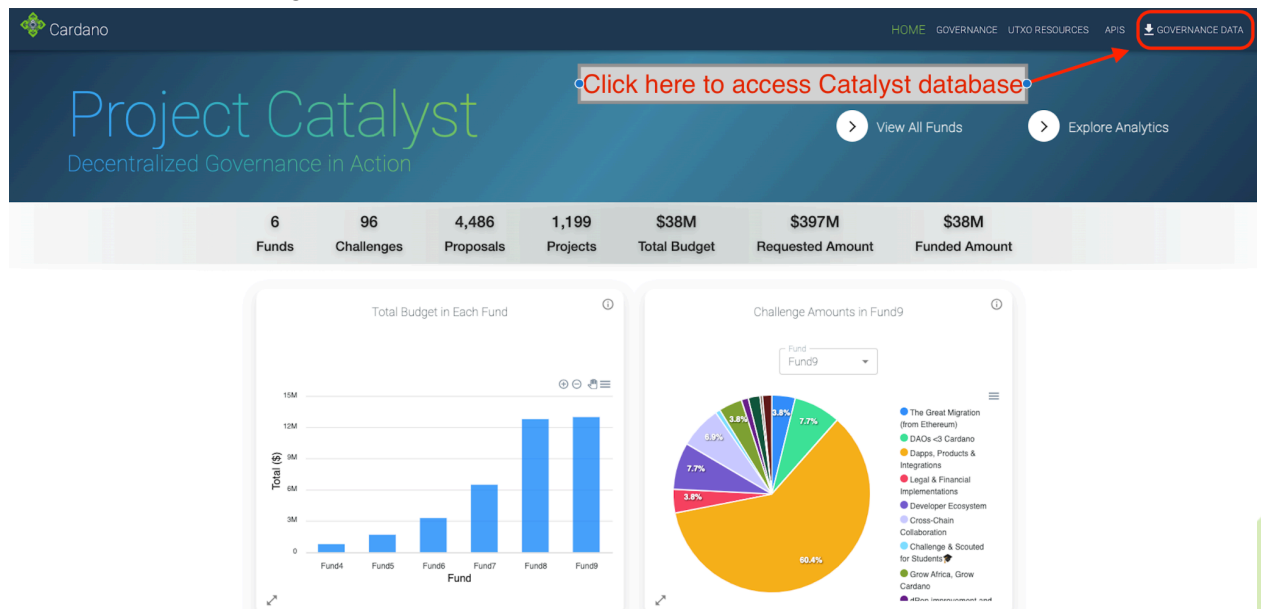 Cardano
HOME GOVERNANCE UTXO RESOURCES APIS GOVERNANCE DATA
Click here to access Catalyst database
Project Catalyst
Decentralized Governance in Action
View All Funds
Explore Analytics
6 96 4,486 1,199 $38M $397M $38M
Funds Challenges Proposals Projects Total Budget Requested Amount Funded Amount
Total Budget in Each Fund
15M
12M
9M
6M
3M
0
Total ($)
Fund4 Fund5 Fund6 Fund7 Fund8 Fund9
Fund
Challenge Amounts in Fund9
Fund
Fund9
3.8%
7.7%
60.4%
3.8%
7.7%
6.9%
3.8%
The Great Migration
(from Ethereum)
DAOs <3 Cardano
Dapps, Products &
Integrations
Legal & Financial
Implementations
Developer Ecosystem
Cross-Chain
Collaboration
Challenge & Scouted
for Students🎓
Grow Africa, Grow
Cardano
dRep improvement and